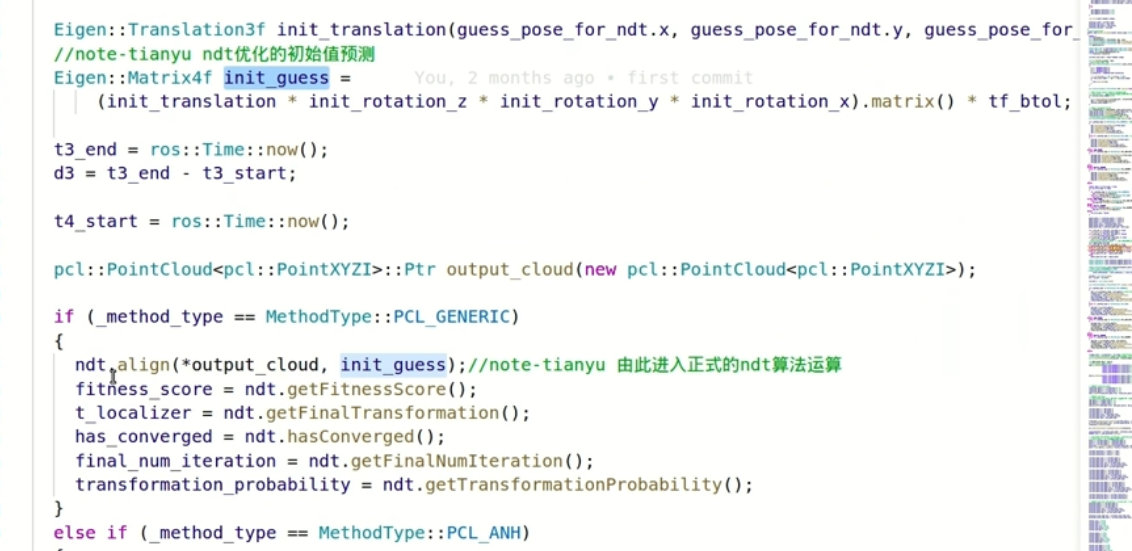 Eigen::Translation3f init_translation(guess_pose_for_ndt.x, guess_pose_for_ndt.y, guess_pose_for_
//note-tianyu ndt优化的初始值预测
Eigen::Matrix4f init_guess = You, 2 months ago • first commit
(init_translation * init_rotation_z * init_rotation_y * init_rotation_x).matrix() * tf_btol;
t3_end = ros::Time::now();
d3 = t3_end - t3_start;
t4_start = ros::Time::now();
pcl::PointCloud<pcl::PointXYZI>::Ptr output_cloud(new pcl::PointCloud<pcl::PointXYZI>);
if (_method_type == MethodType::PCL_GENERIC)
{
ndt.align(*output_cloud, init_guess);//note-tianyu 由此进入正式的ndt算法运算
fitness_score = ndt.getFitnessScore();
t_localizer = ndt.getFinalTransformation();
has_converged = ndt.hasConverged();
final_num_iteration = ndt.getFinalNumIteration();
transformation_probability = ndt.getTransformationProbability();
}
else if (_method_type == MethodType::PCL_ANH)